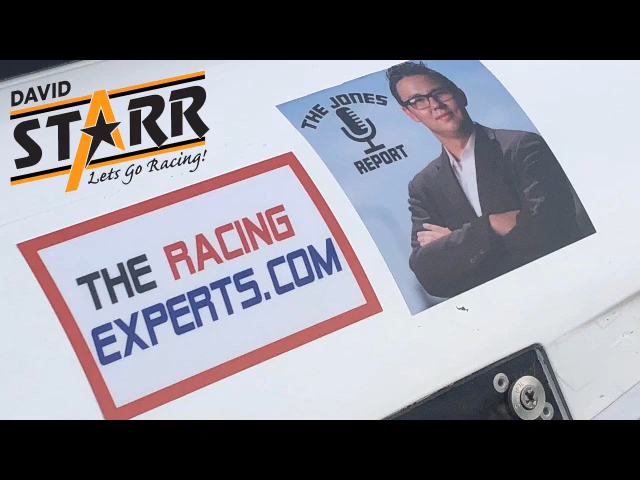 DAVID
STARR
Lets Go Racing!
THE JONES
REPORT
THE RACING
EXPERTS.COM